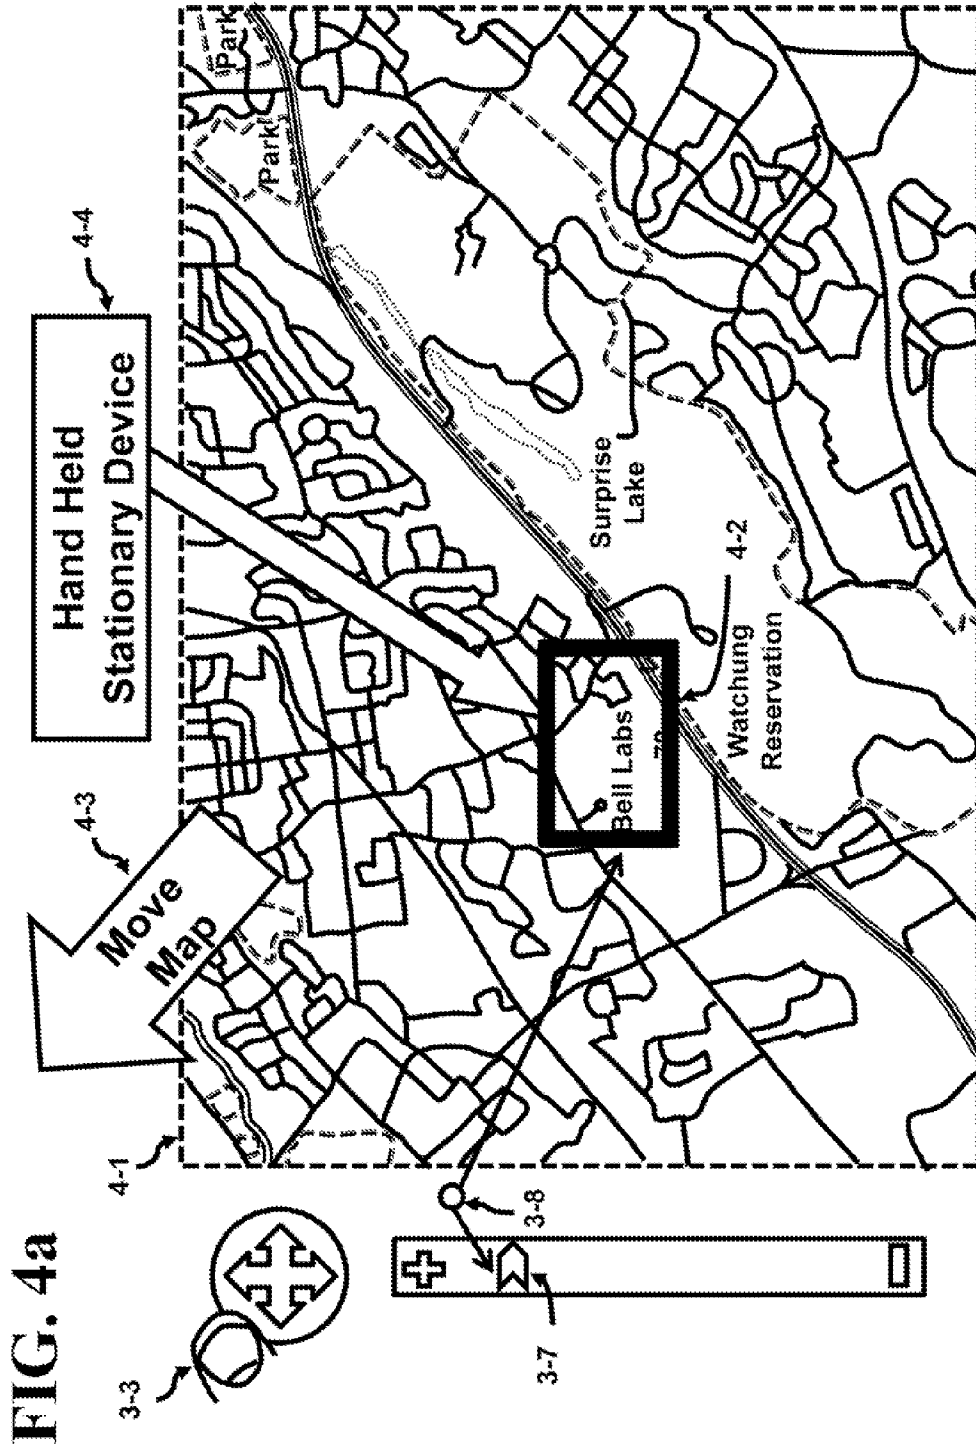 FIG. 4a
4-1
4-3
Move
Map
4-4
Hand Held
Stationary Device
Park
Park
3-3
3-7
3-8
Bell Labs
Surprise
Lake
4-2
Watchung
Reservation